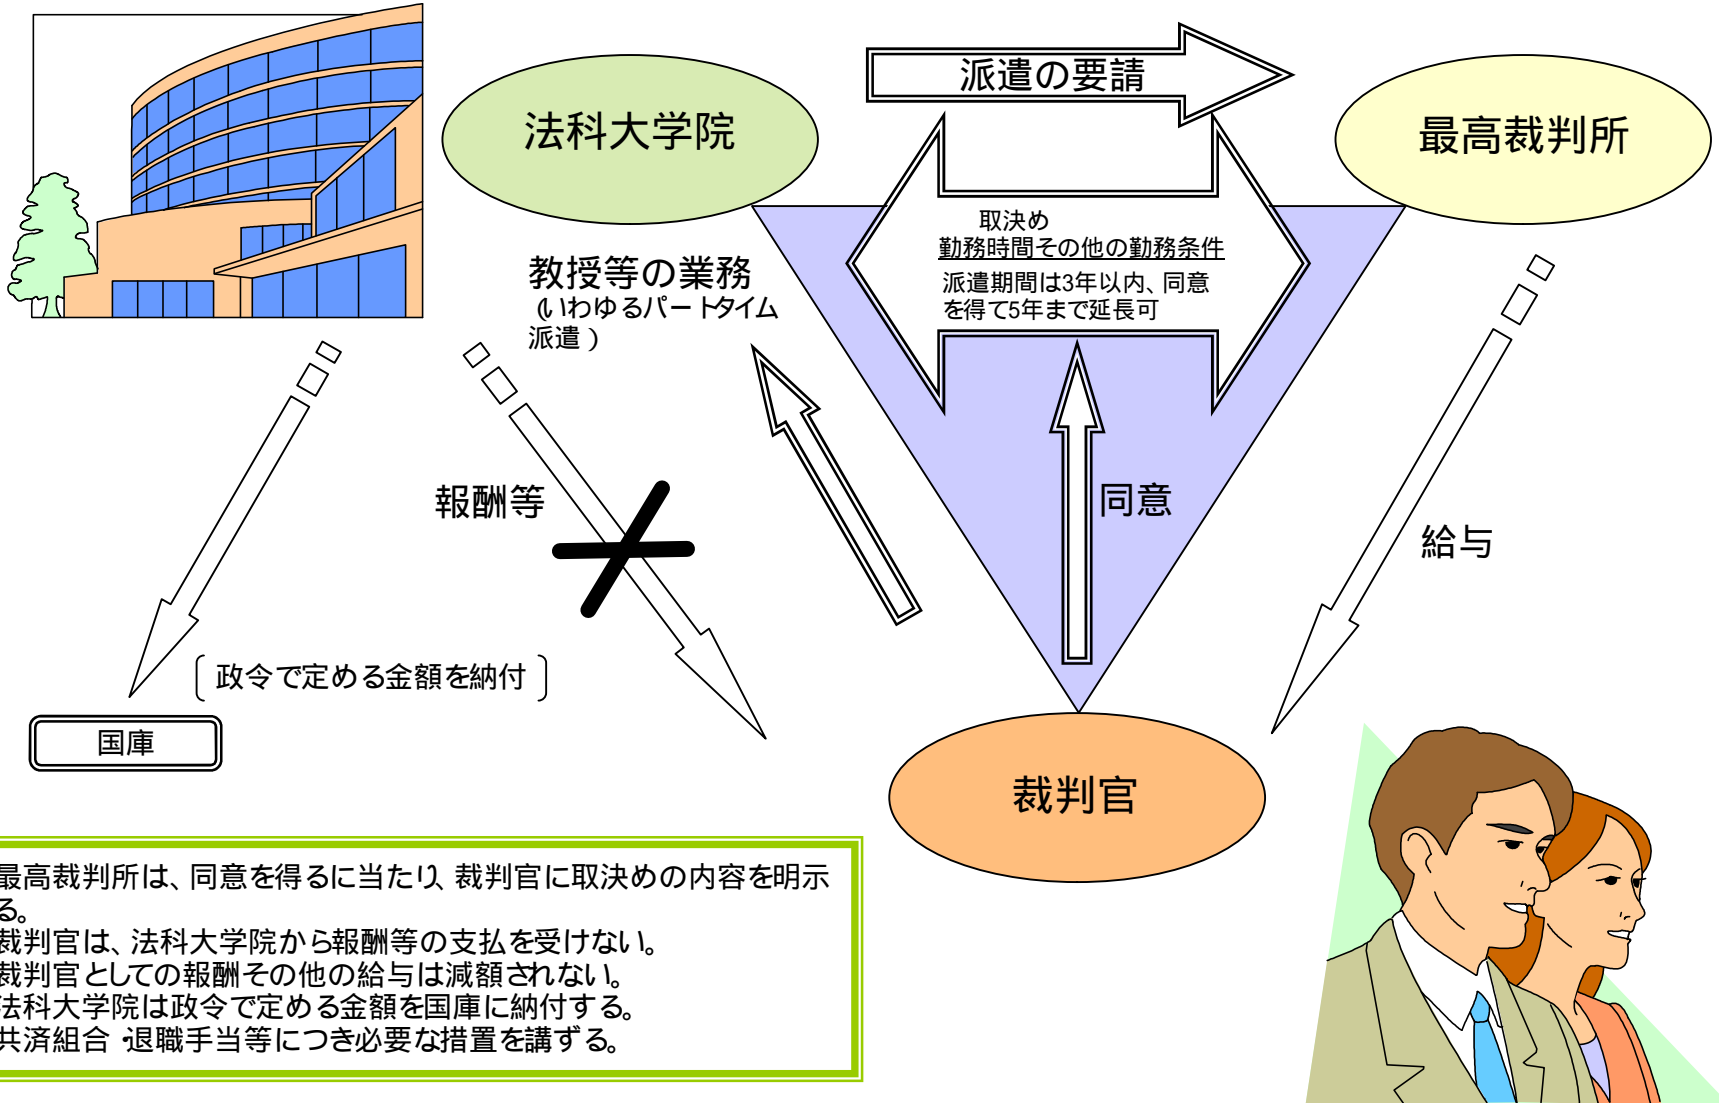 派遣の要請
法科大学院
最高裁判所
取決め
勤務時間その他の勤務条件
派遣期間は3年以内、同意
を得て5年まで延長可
教授等の業務
(いわゆるパートタイム
派遣)
報酬等
同意
給与
政令で定める金額を納付
国庫
裁判官
最高裁判所は、同意を得るに当たり、裁判官に取決めの内容を明示
る。
裁判官は、法科大学院から報酬等の支払を受けない。
裁判官としての報酬その他の給与は減額されない。
法科大学院は政令で定める金額を国庫に納付する。
共済組合・退職手当等につき必要な措置を講ずる。